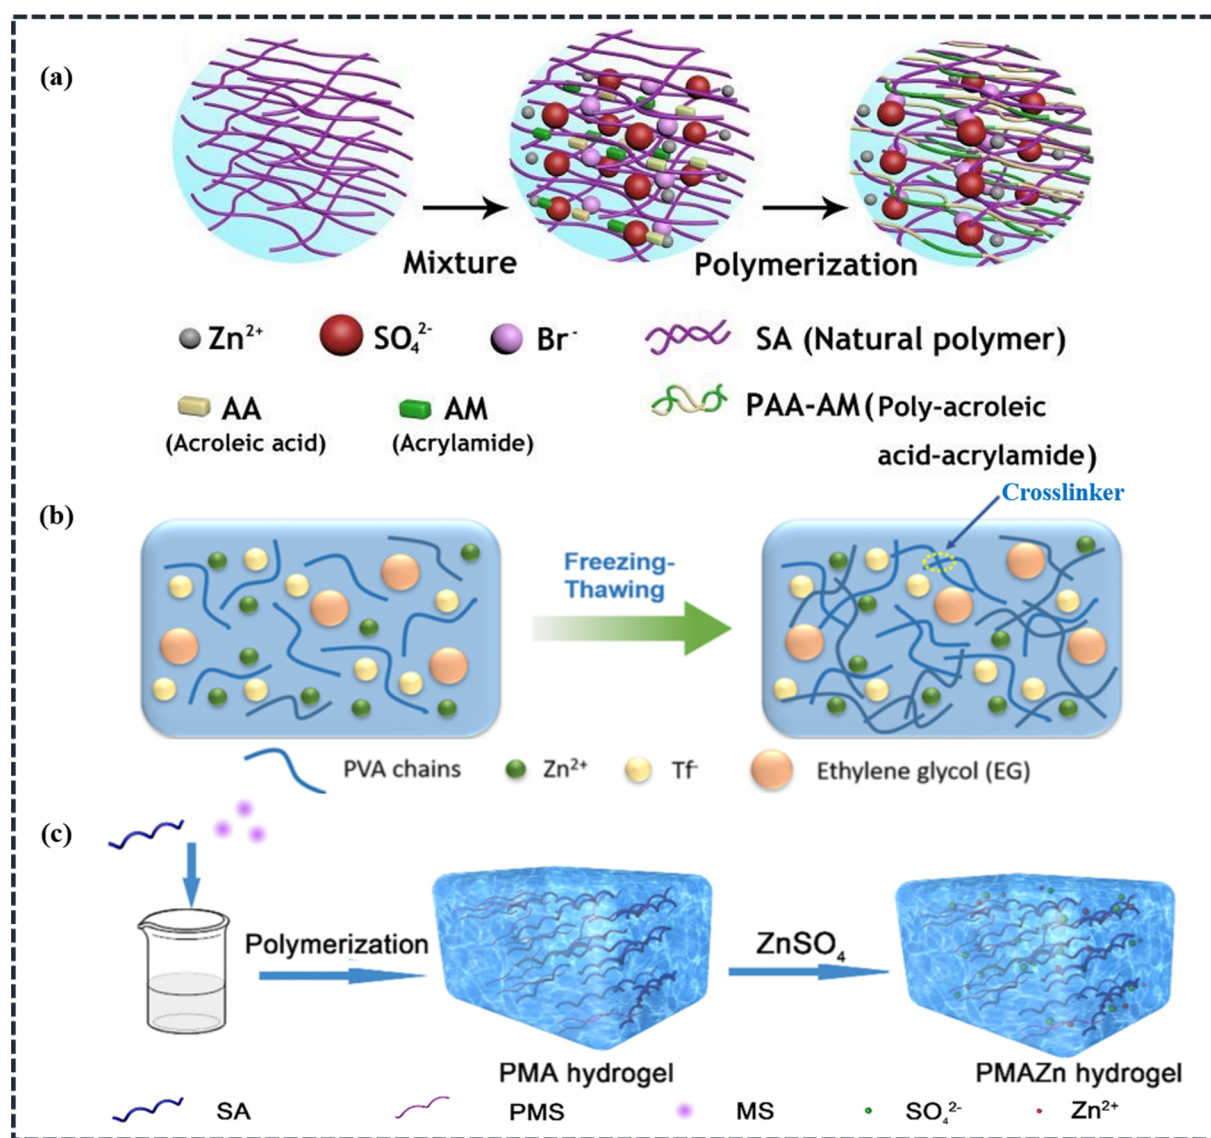 (a)
Mixture
Polymerization
Zn²⁺
SO₄²⁻
Br⁻
SA (Natural polymer)
AA
(Acroleic acid)
AM
(Acrylamide)
PAA-AM (Poly-acroleic
acid-acrylamide)
(b)
Crosslinker
Freezing-
Thawing
PVA chains
Zn²⁺
Tf⁻
Ethylene glycol (EG)
(c)
Polymerization
ZnSO₄
PMA hydrogel
PMAZn hydrogel
SA
PMS
MS
SO₄²⁻
Zn²⁺